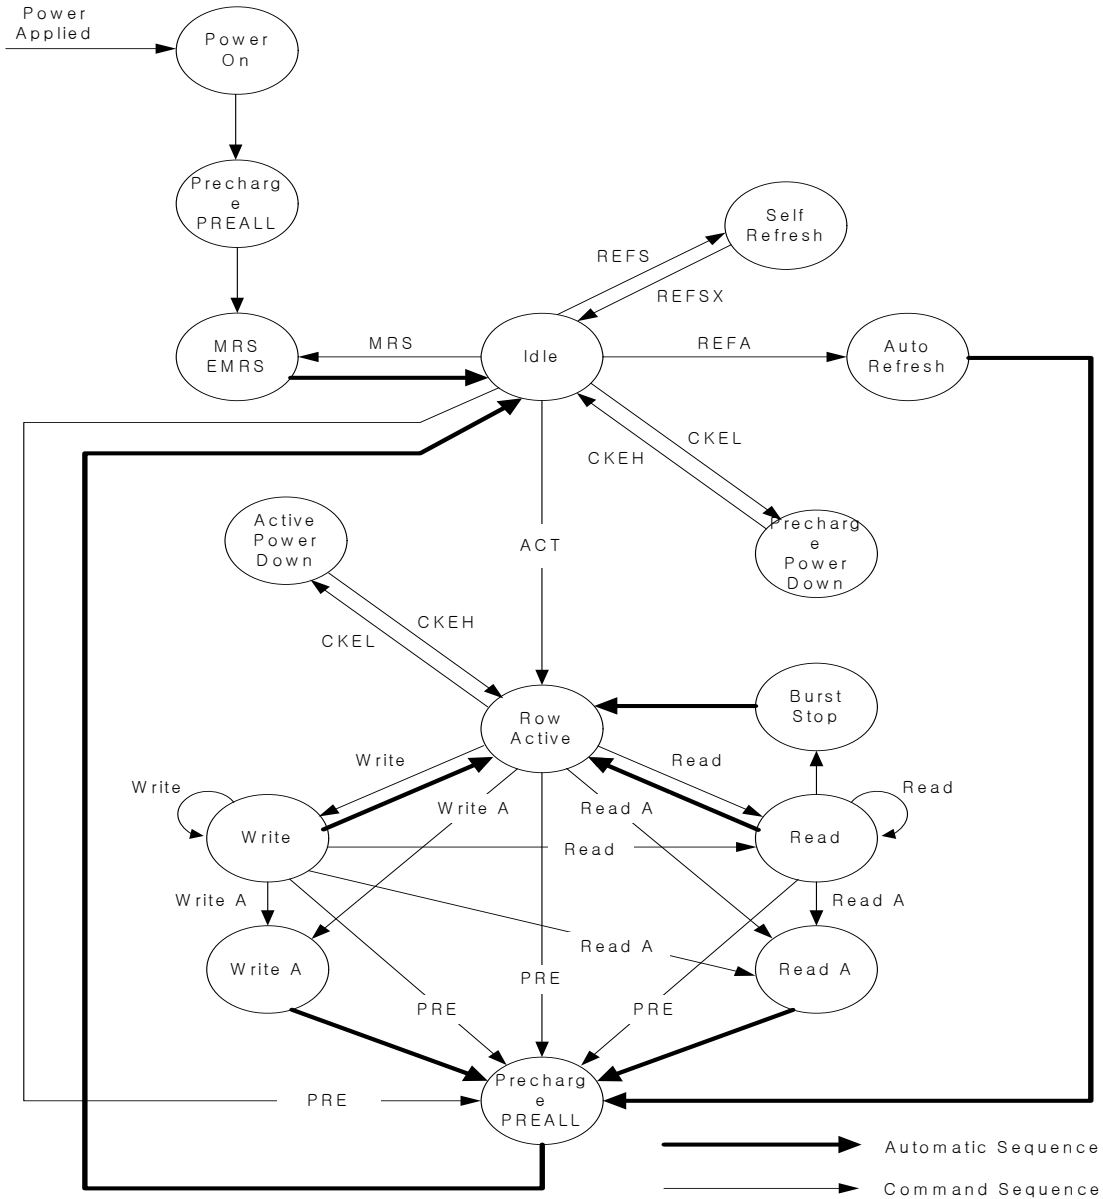 Power
Applied
Power
On
Precharg
e
PREALL
Self
Refresh
REFS
REFSX
MRS
EMRS
MRS
Idle
REFA
Auto
Refresh
CKEL
CKEH
Precharg
e
Power
Down
Active
Power
Down
ACT
CKEH
CKEL
Burst
Stop
Row
Active
Write
Read
Write
Write A
Read A
Read
Write
Read
Read
Write A
Read A
Read A
Write A
Read A
PRE
PRE
PRE
Precharg
e
PREALL
PRE
Automatic Sequence
Command Sequence